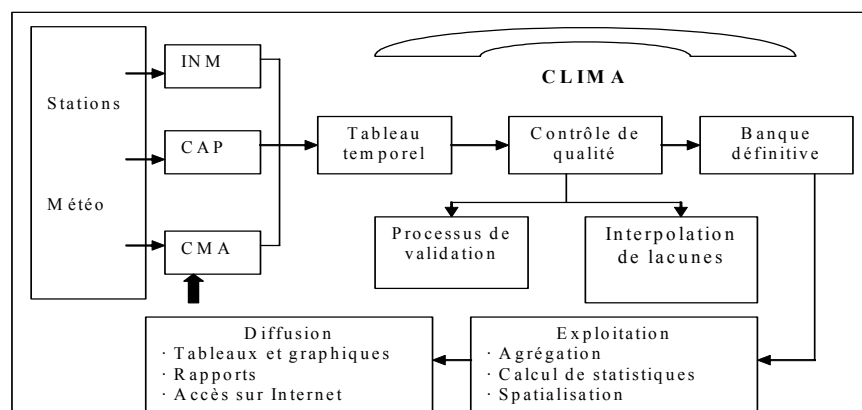 INM
CLIMA
Stations
Météo
CAP
CMA
Tableau
temporel
Contrôle de
qualité
Banque
définitive
Processus de
validation
Interpolation
de lacunes
Diffusion
· Tableaux et graphiques
· Rapports
· Accès sur Internet
Exploitation
· Agrégation
· Calcul de statistiques
· Spatialisation